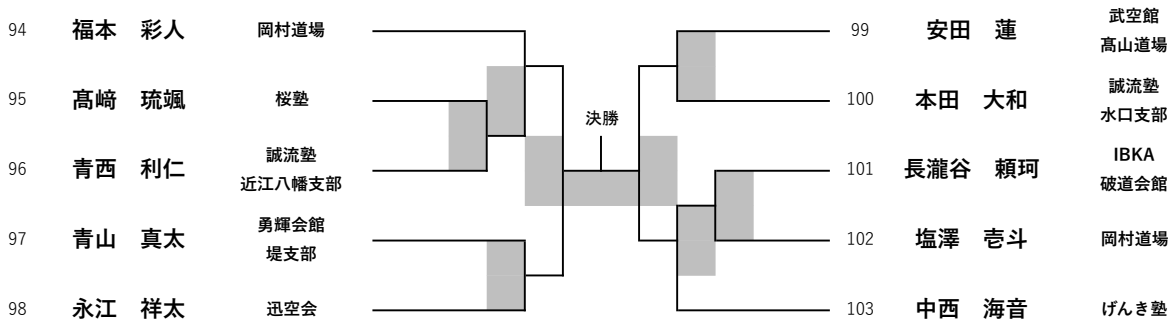 94 福本 彩人 岡村道場
95 髙﨑 琉颯 桜塾
96 青西 利仁 誠流塾
近江八幡支部
97 青山 真太 勇輝会館
堤支部
98 永江 祥太 迅空会
決勝
99 安田 蓮 武空館
髙山道場
100 本田 大和 誠流塾
水口支部
101 長瀧谷 頼珂 IBKA
破道会館
102 塩澤 壱斗 岡村道場
103 中西 海音 げんき塾